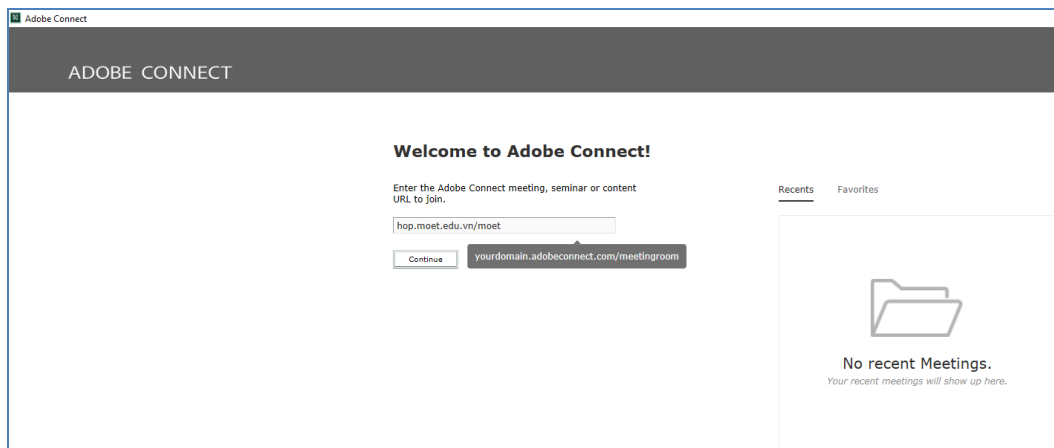 Adobe Connect
ADOBE CONNECT
Welcome to Adobe Connect!
Enter the Adobe Connect meeting, seminar or content
URL to join.
hop.moet.edu.vn/moet
Continue
yourdomain.adobeconnect.com/meetingroom
Recents Favorites
No recent Meetings.
Your recent meetings will show up here.